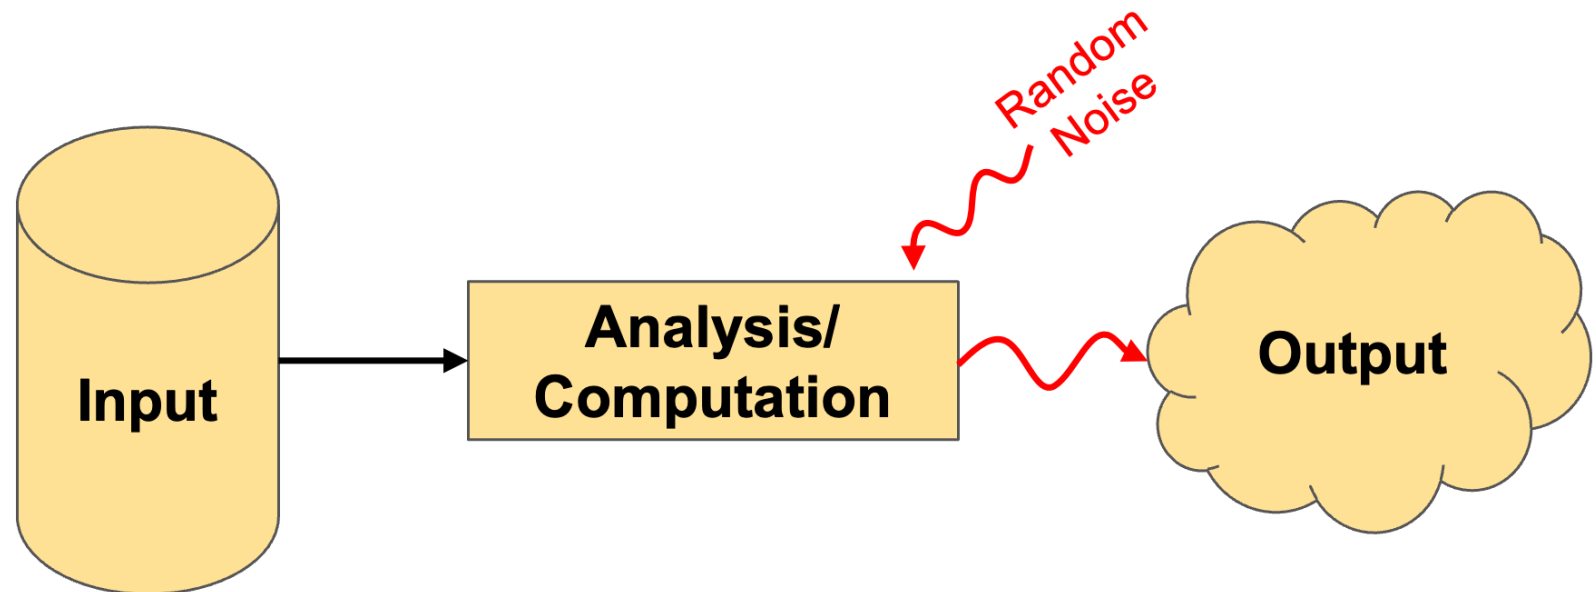 Random
Noise
Input
Analysis/
Computation
Output